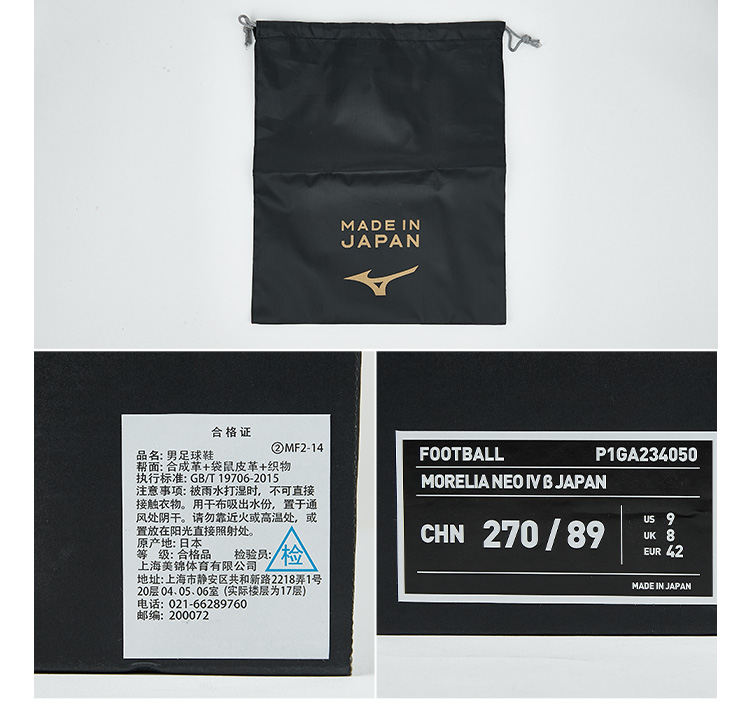 MADE IN
JAPAN
合格证
②MF2-14
品名: 男足球鞋
帮面: 合成革+袋鼠皮革+织物
执行标准: GB/T 19706-2015
注意事项: 被雨水打湿时，不可直接
接触衣物。用干布吸出水份，置于通
风处阴干。请勿靠近火或高温处，或
置放在阳光直接照射处。
原产地: 日本
等 级: 合格品 检验员:
检
上海美锦体育有限公司
地址: 上海市静安区共和新路2218弄1号
20层 04、05、06室 (实际楼层为17层)
电话: 021-66289760
邮编: 200072
FOOTBALL P1GA234050
MORELIA NEO IV ß JAPAN
CHN 270 / 89
US 9
UK 8
EUR 42
MADE IN JAPAN